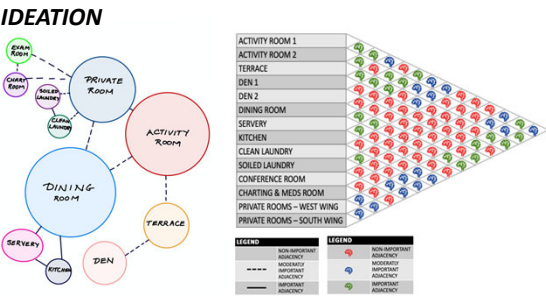 IDEATION
EXAM
ROOM
CHART
ROOM
SOILED
LAUNDRY
CLEAN
LAUNDRY
PRIVATE
ROOM
ACTIVITY
ROOM
DINING
ROOM
TERRACE
SERVERY
KITCHEN
DEN
ACTIVITY ROOM 1
ACTIVITY ROOM 2
TERRACE
DEN 1
DEN 2
DINING ROOM
SERVERY
KITCHEN
CLEAN LAUNDRY
SOILED LAUNDRY
CONFERENCE ROOM
CHARTING & MEDS ROOM
PRIVATE ROOMS – WEST WING
PRIVATE ROOMS – SOUTH WING
LEGEND
NON-IMPORTANT
ADJACENCY
MODERATLY
IMPORTANT
ADJACENCY
IMPORTANT
ADJACENCY
LEGEND
NON-IMPORTANT
ADJACENCY
MODERATLY
IMPORTANT
ADJACENCY
IMPORTANT
ADJACENCY